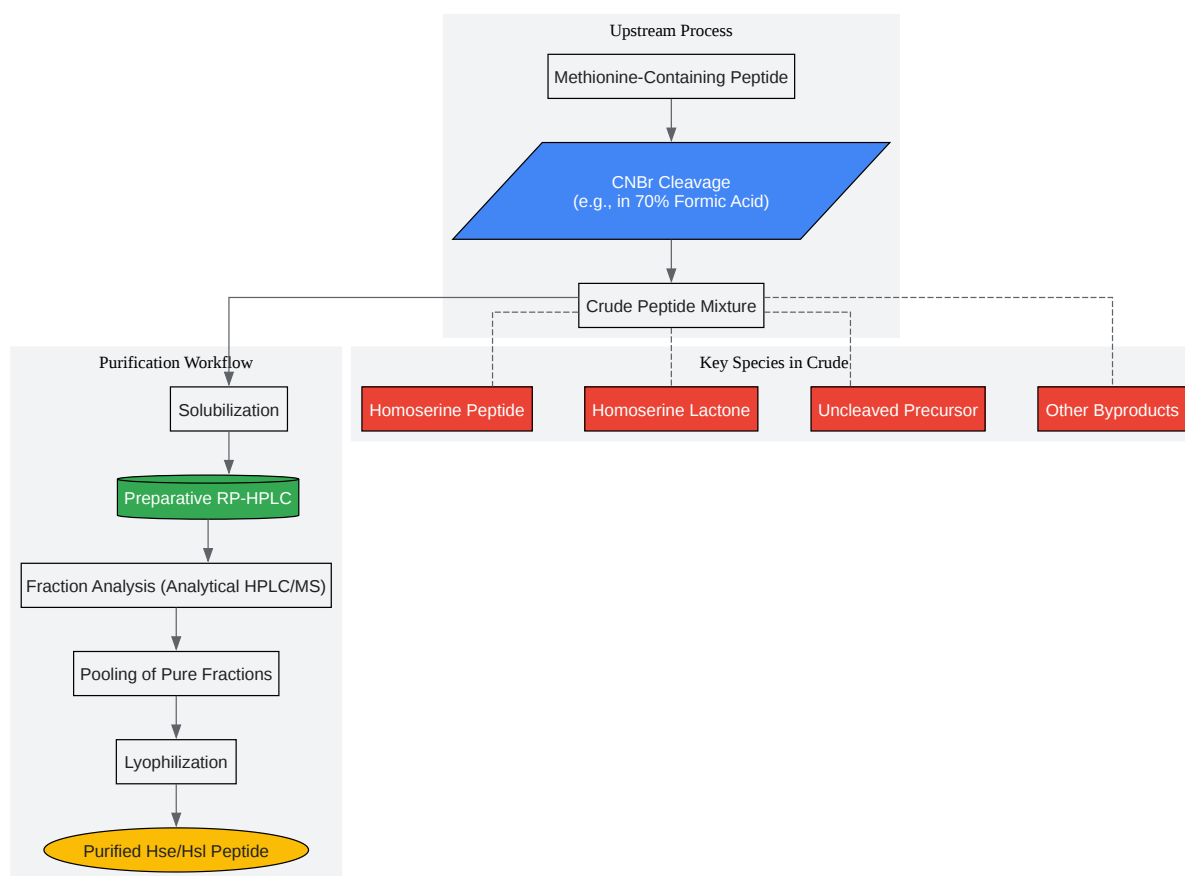 Upstream Process
Methionine-Containing Peptide
CNBr Cleavage
(e.g., in 70% Formic Acid)
Crude Peptide Mixture
Purification Workflow
Solubilization
Preparative RP-HPLC
Fraction Analysis (Analytical HPLC/MS)
Pooling of Pure Fractions
Lyophilization
Purified Hse/Hsl Peptide
Key Species in Crude
Homoserine Peptide
Homoserine Lactone
Uncleaved Precursor
Other Byproducts